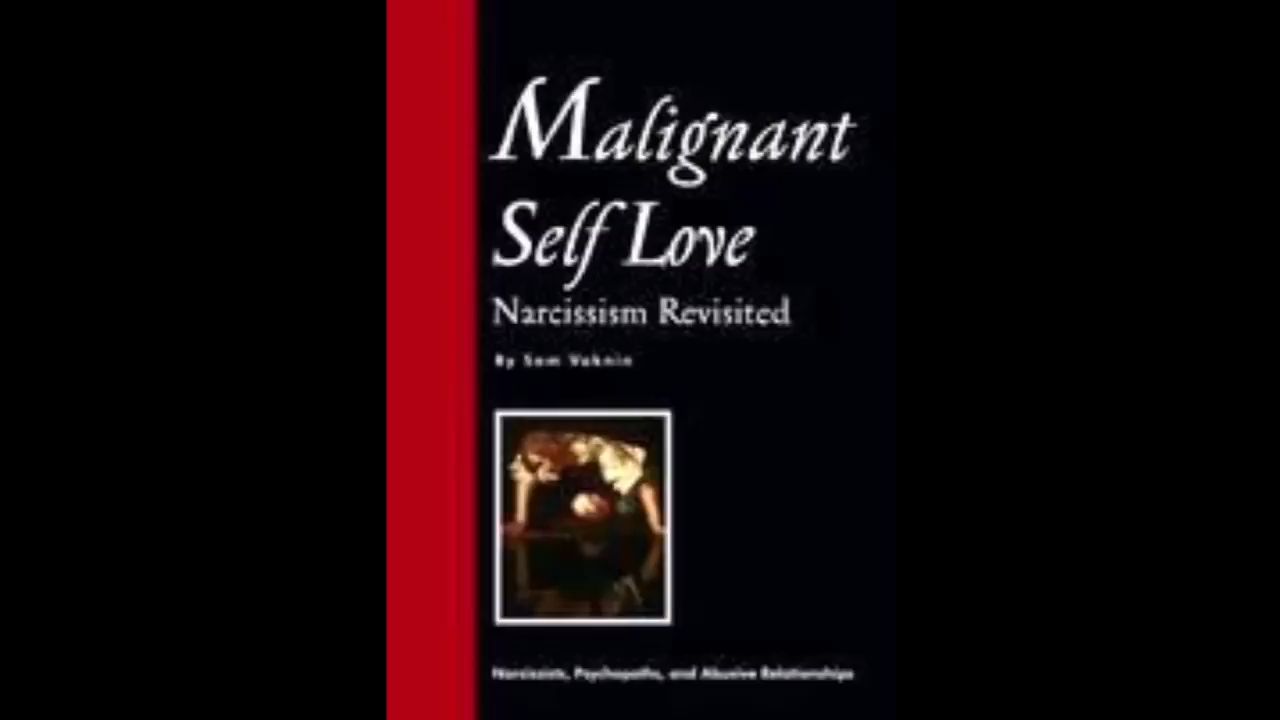 Malignant
Self Love
Narcissism Revisited
By Sam Vaknin
Narcissists, Psychopaths, and Abusive Relationships